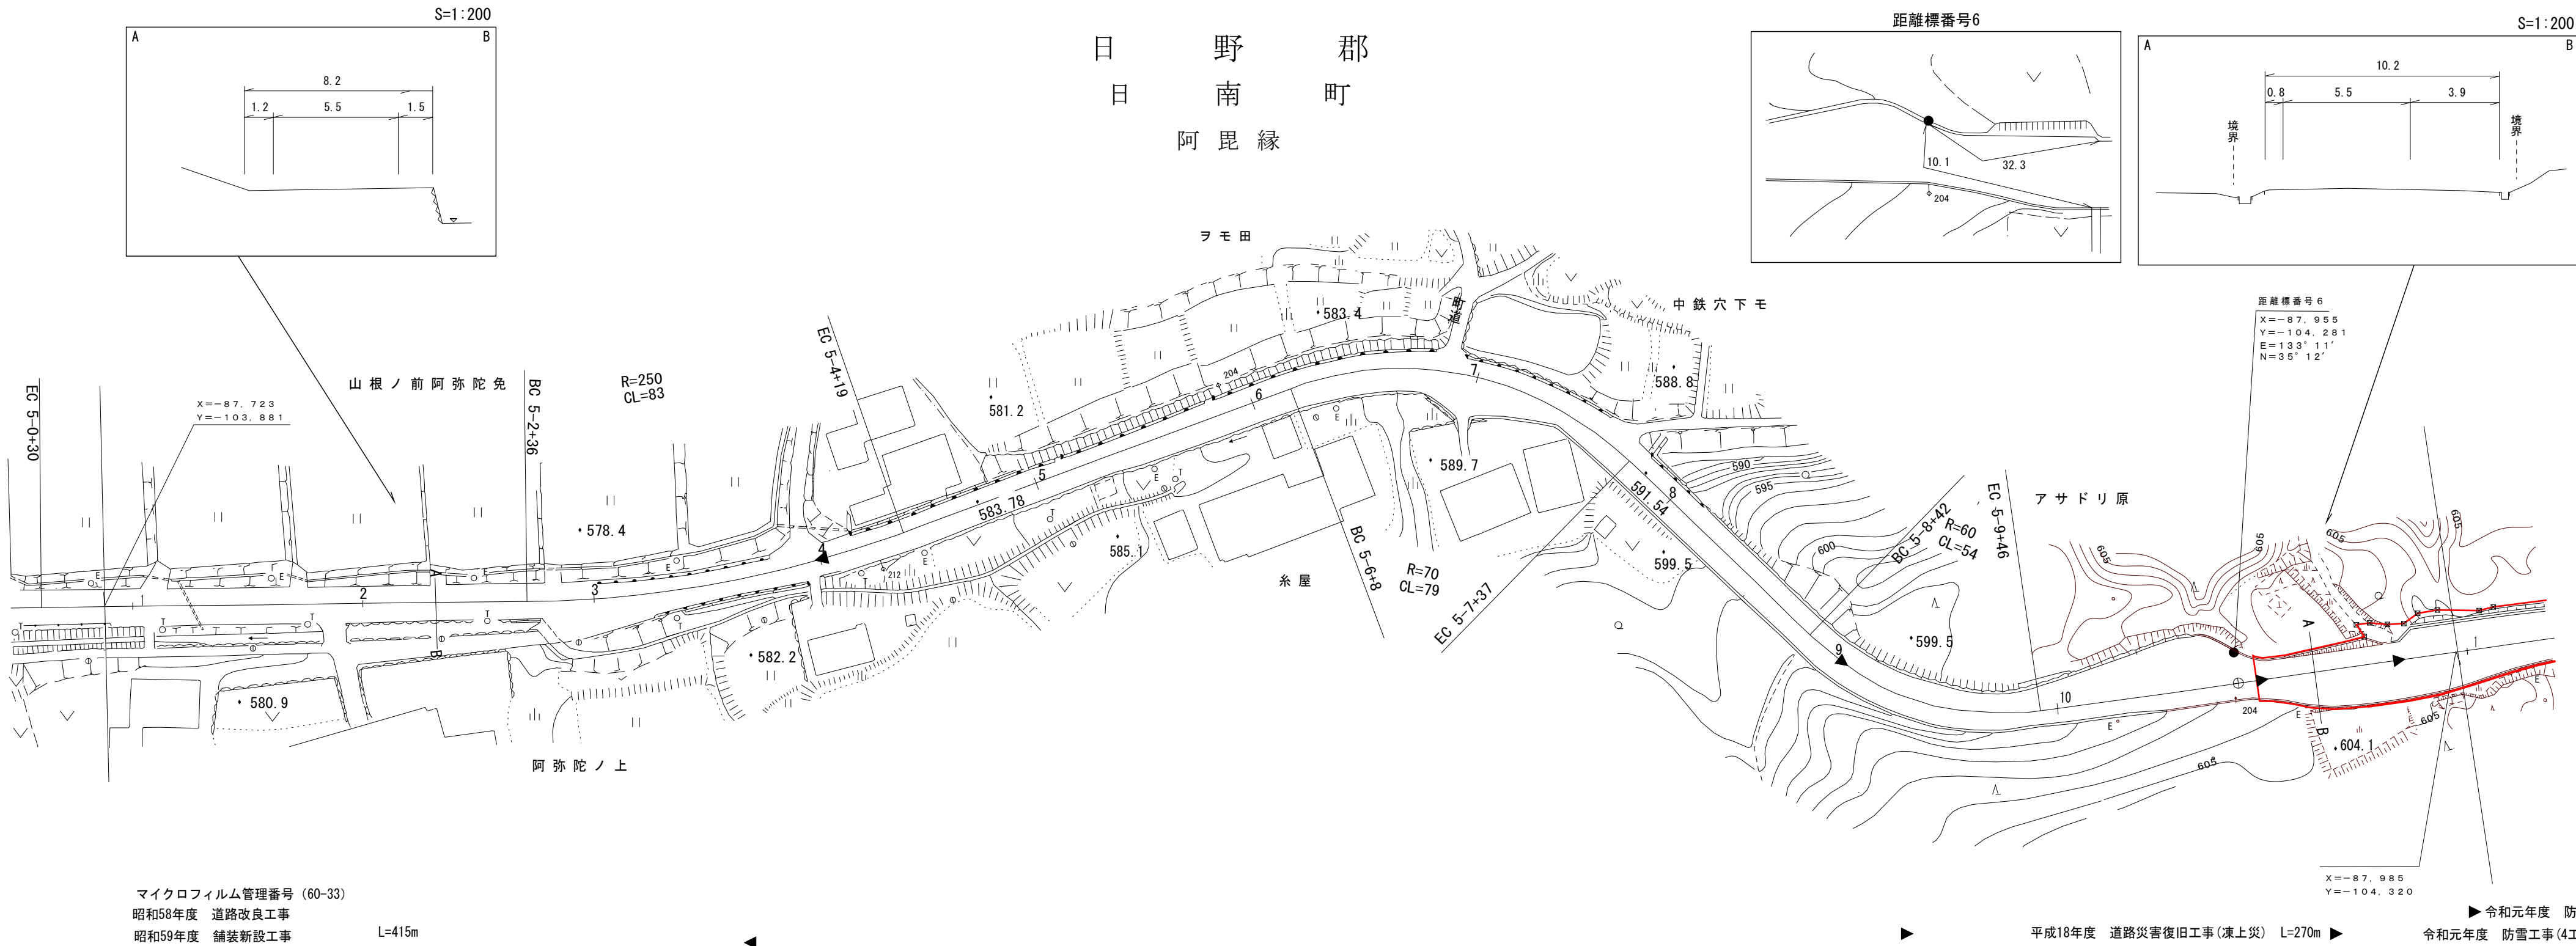 S=1:200
A
B
8.2
1.2
5.5
1.5
日野郡
日南町
阿毘縁
距離標番号6
10.1
32.3
204
S=1:200
A
B
10.2
0.8
5.5
3.9
境界
境界
ヲモ田
中鉄穴下モ
町道
583.4
588.8
距離標番号6
X=-87, 955
Y=-104, 281
E=133°11′
N=35°12′
EC 5-0+30
X=-87, 723
Y=-103, 881
山根ノ前阿弥陀免
BC 5-2+36
R=250
CL=83
EC 5-4+19
581.2
204
578.4
583.78
585.1
589.7
591.54
590
595
600
599.5
糸屋
BC 5-6+8
R=70
CL=79
EC 5-7+37
BC 5-8+42
R=60
CL=54
EC 5-9+46
アサドリ原
599.5
605
605
605
605
1
2
3
4
5
6
7
8
9
10
1
A
B
A
B
212
582.2
580.9
阿弥陀ノ上
204
604.1
605
605
X=-87, 985
Y=-104, 320
マイクロフィルム管理番号 (60-33)
昭和58年度 道路改良工事
昭和59年度 舗装新設工事 L=415m
平成18年度 道路災害復旧工事(凍上災) L=270m
令和元年度 防
令和元年度 防雪工事(4工